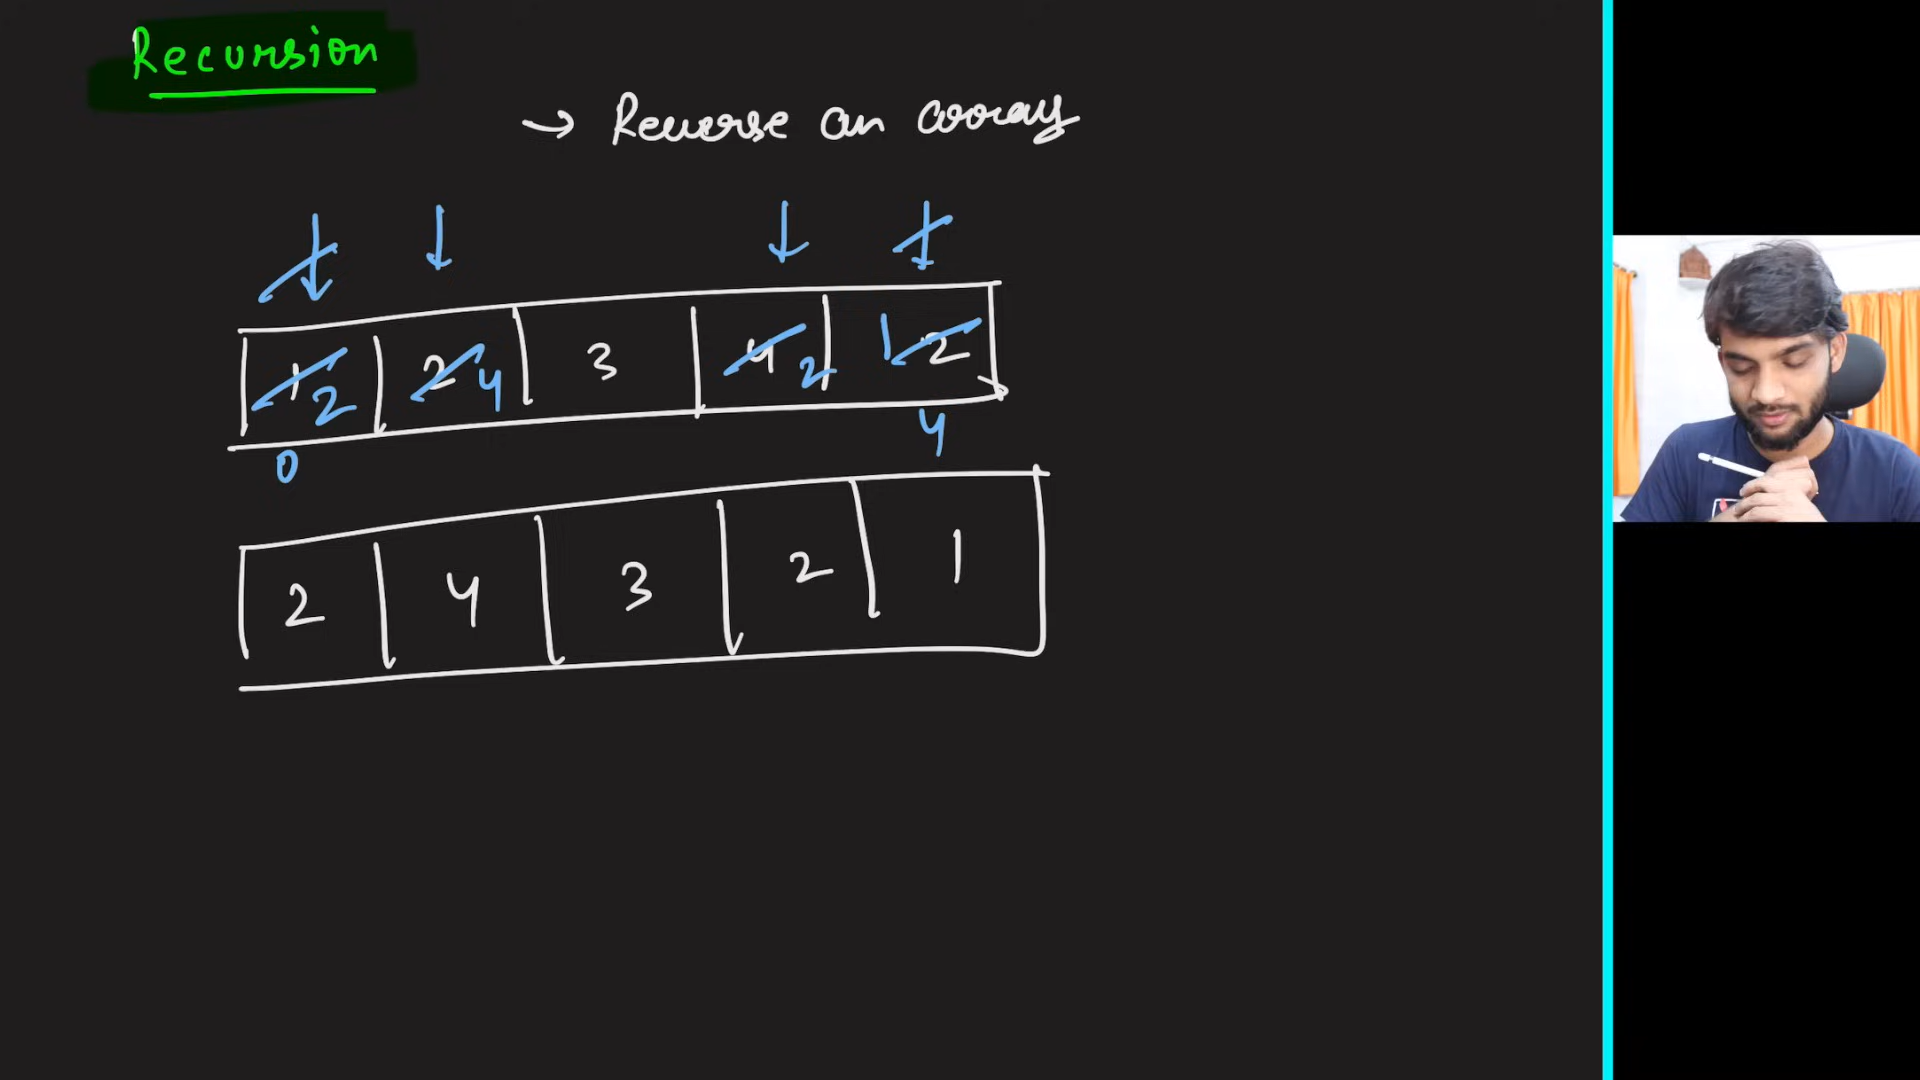 Recursion
→ Reverse an array
1 2 2 4 3 4 2 1 2
0 4
2 4 3 2 1